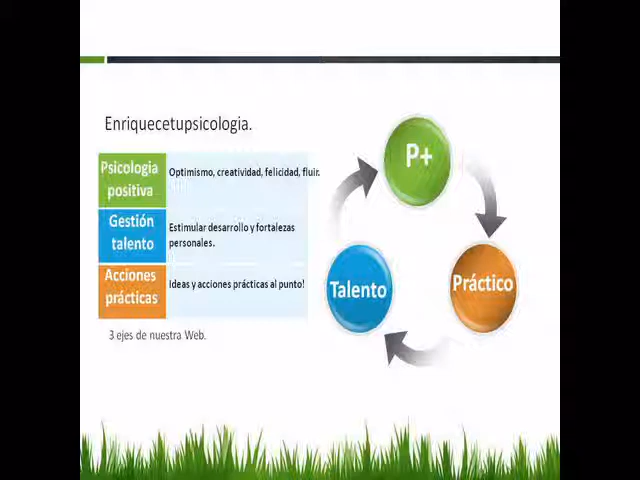 Enriquecetupsicologia.
Psicologia
positiva
Optimismo, creatividad, felicidad, fluir.
Gestión
talento
Estimular desarrollo y fortalezas
personales.
Acciones
prácticas
Ideas y acciones prácticas al punto!
3 ejes de nuestra Web.
P+
Práctico
Talento